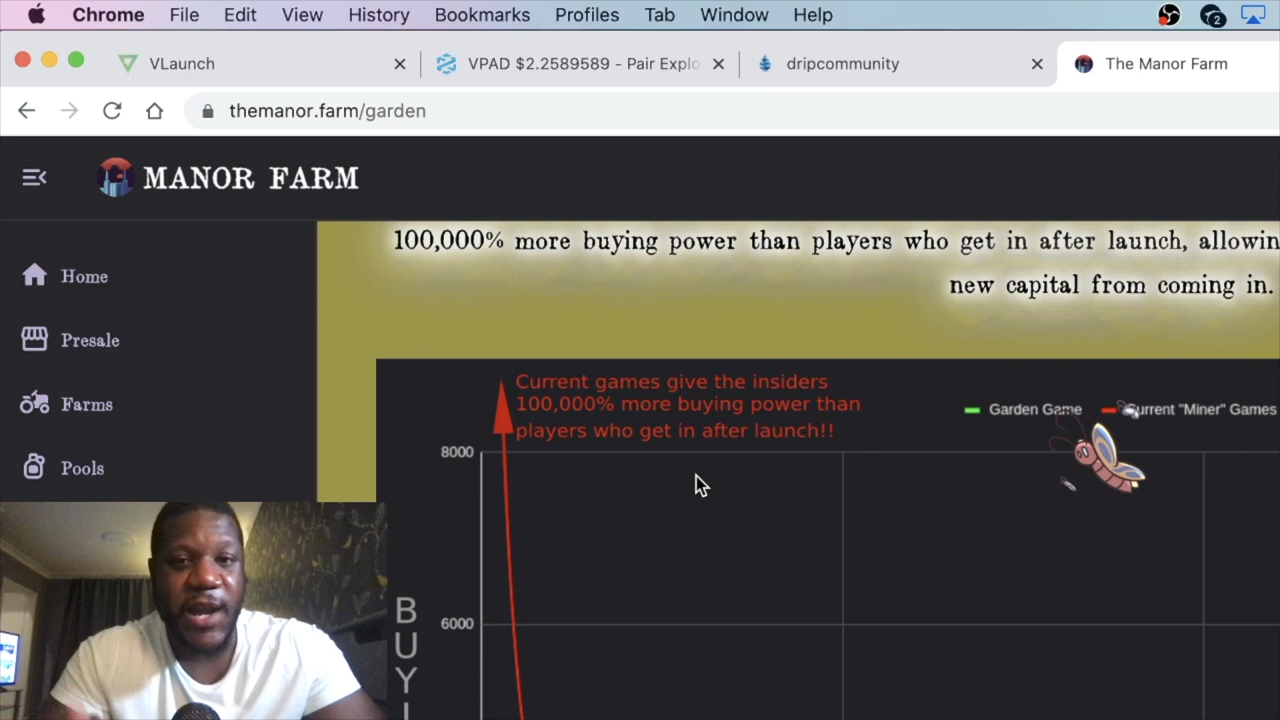 Chrome File Edit View History Bookmarks Profiles Tab Window Help
2
VLaunch
VPAD $2.2589589 - Pair Explo
dripcommunity
The Manor Farm
themanor.farm/garden
MANOR FARM
100,000% more buying power than players who get in after launch, allowin
new capital from coming in.
Home
Presale
Farms
Pools
Current games give the insiders
100,000% more buying power than
players who get in after launch!!
Garden Game
Current "Miner" Games
8000
6000
B
U
Y